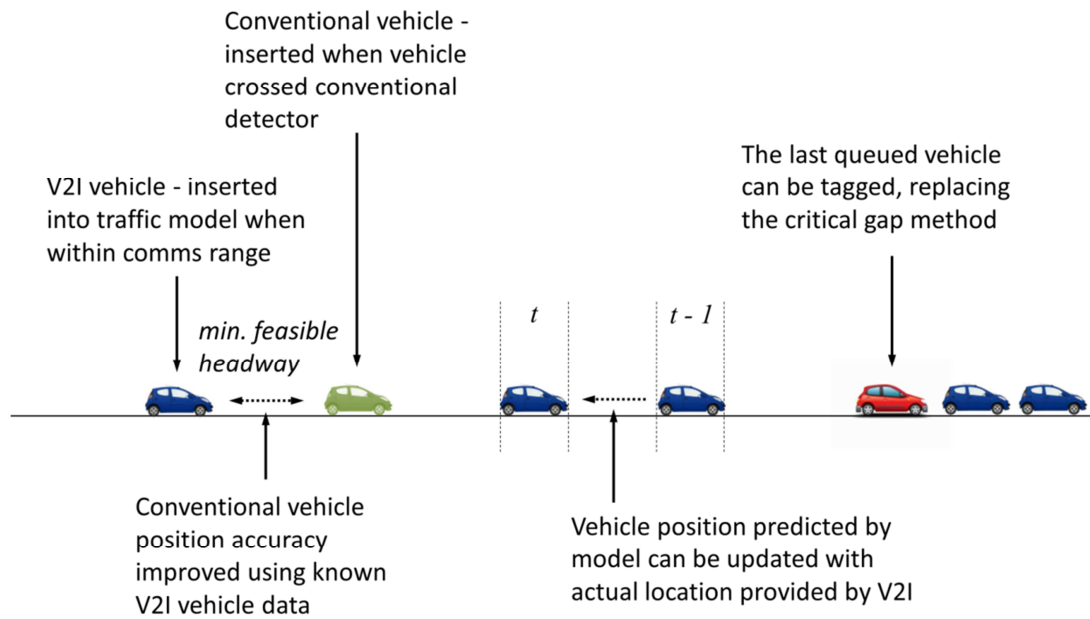 Conventional vehicle -
inserted when vehicle
crossed conventional
detector
V2I vehicle - inserted
into traffic model when
within comms range
The last queued vehicle
can be tagged, replacing
the critical gap method
min. feasible
headway
t
t - 1
Conventional vehicle
position accuracy
improved using known
V2I vehicle data
Vehicle position predicted by
model can be updated with
actual location provided by V2I